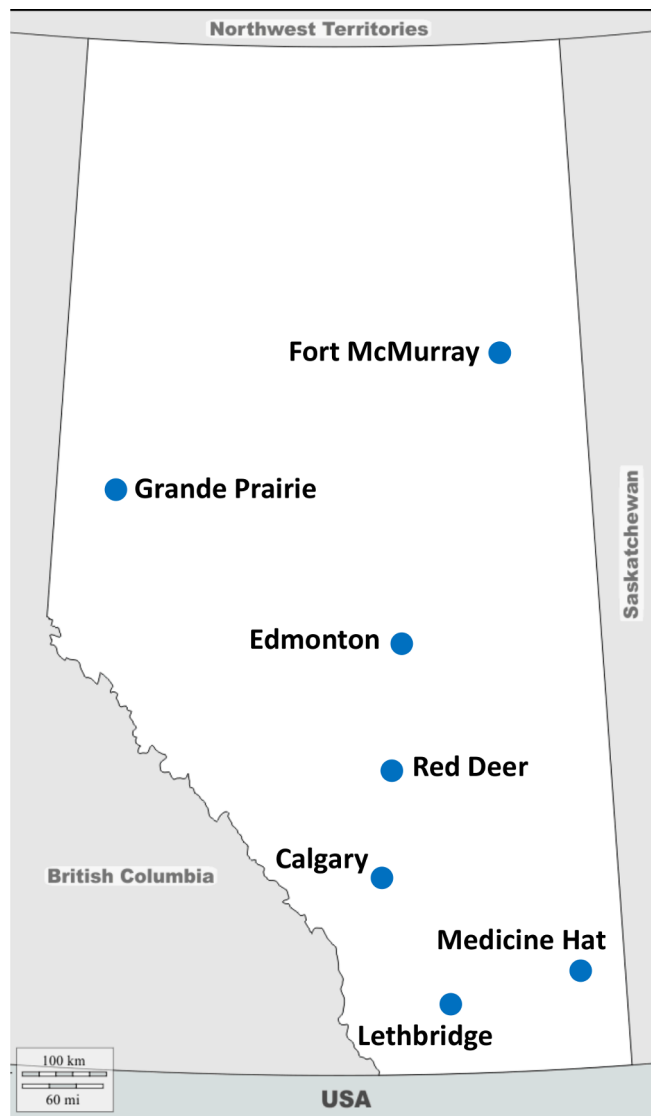 Northwest Territories
Fort McMurray
Grande Prairie
Saskatchewan
Edmonton
Red Deer
Calgary
British Columbia
Medicine Hat
Lethbridge
100 km
60 mi
USA